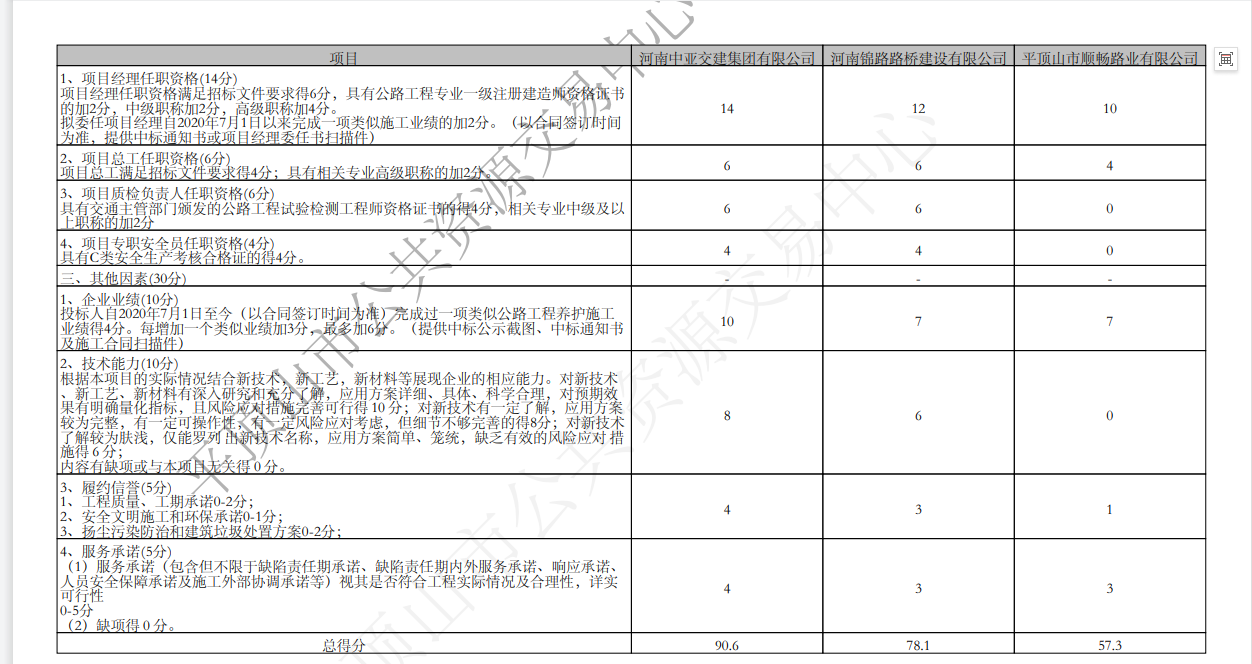 项目 河南中亚交建集团有限公司 河南锦路路桥建设有限公司 平顶山市顺畅路业有限公司
1、项目经理任职资格(14分)
项目经理任职资格满足招标文件要求得6分，具有公路工程专业一级注册建造师资格证书
的加2分，中级职称加2分，高级职称加4分。
拟委任项目经理自2020年7月1日以来完成一项类似施工业绩的加2分。（以合同签订时间
为准，提供中标通知书或项目经理委任书扫描件）
14 12 10
2、项目总工任职资格(6分)
项目总工满足招标文件要求得4分；具有相关专业高级职称的加2分。
6 6 4
3、项目质检负责人任职资格(6分)
具有交通主管部门颁发的公路工程试验检测工程师资格证书的得4分，相关专业中级及以
上职称的加2分
6 6 0
4、项目专职安全员任职资格(4分)
具有C类安全生产考核合格证的得4分。
4 4 0
三、其他因素(30分) - - -
1、企业业绩(10分)
投标人自2020年7月1日至今（以合同签订时间为准）完成过一项类似公路工程养护施工
业绩得4分。每增加一个类似业绩加3分，最多加6分。（提供中标公示截图、中标通知书
及施工合同扫描件）
10 7 7
2、技术能力(10分)
根据本项目的实际情况结合新技术，新工艺，新材料等展现企业的相应能力。对新技术
、新工艺、新材料有深入研究和充分了解，应用方案详细、具体、科学合理，对预期效
果有明确量化指标，且风险应对措施完善可行得 10 分；对新技术有一定了解，应用方案
较为完整，有一定可操作性，有一定风险应对考虑，但细节不够完善的得8分；对新技术
了解较为肤浅，仅能罗列 出新技术名称，应用方案简单、笼统，缺乏有效的风险应对 措
施得 6 分；
内容有缺项或与本项目无关得 0 分。
8 6 0
3、履约信誉(5分)
1、工程质量、工期承诺0-2分；
2、安全文明施工和环保承诺0-1分；
3、扬尘污染防治和建筑垃圾处置方案0-2分；
4 3 1
4、服务承诺(5分)
（1）服务承诺（包含但不限于缺陷责任期承诺、缺陷责任期内外服务承诺、响应承诺、
人员安全保障承诺及施工外部协调承诺等）视其是否符合工程实际情况及合理性，详实
可行性
0-5分
（2）缺项得 0 分。
4 3 3
总得分 90.6 78.1 57.3
平顶山市公共资源交易中心
平顶山市公共资源交易中心